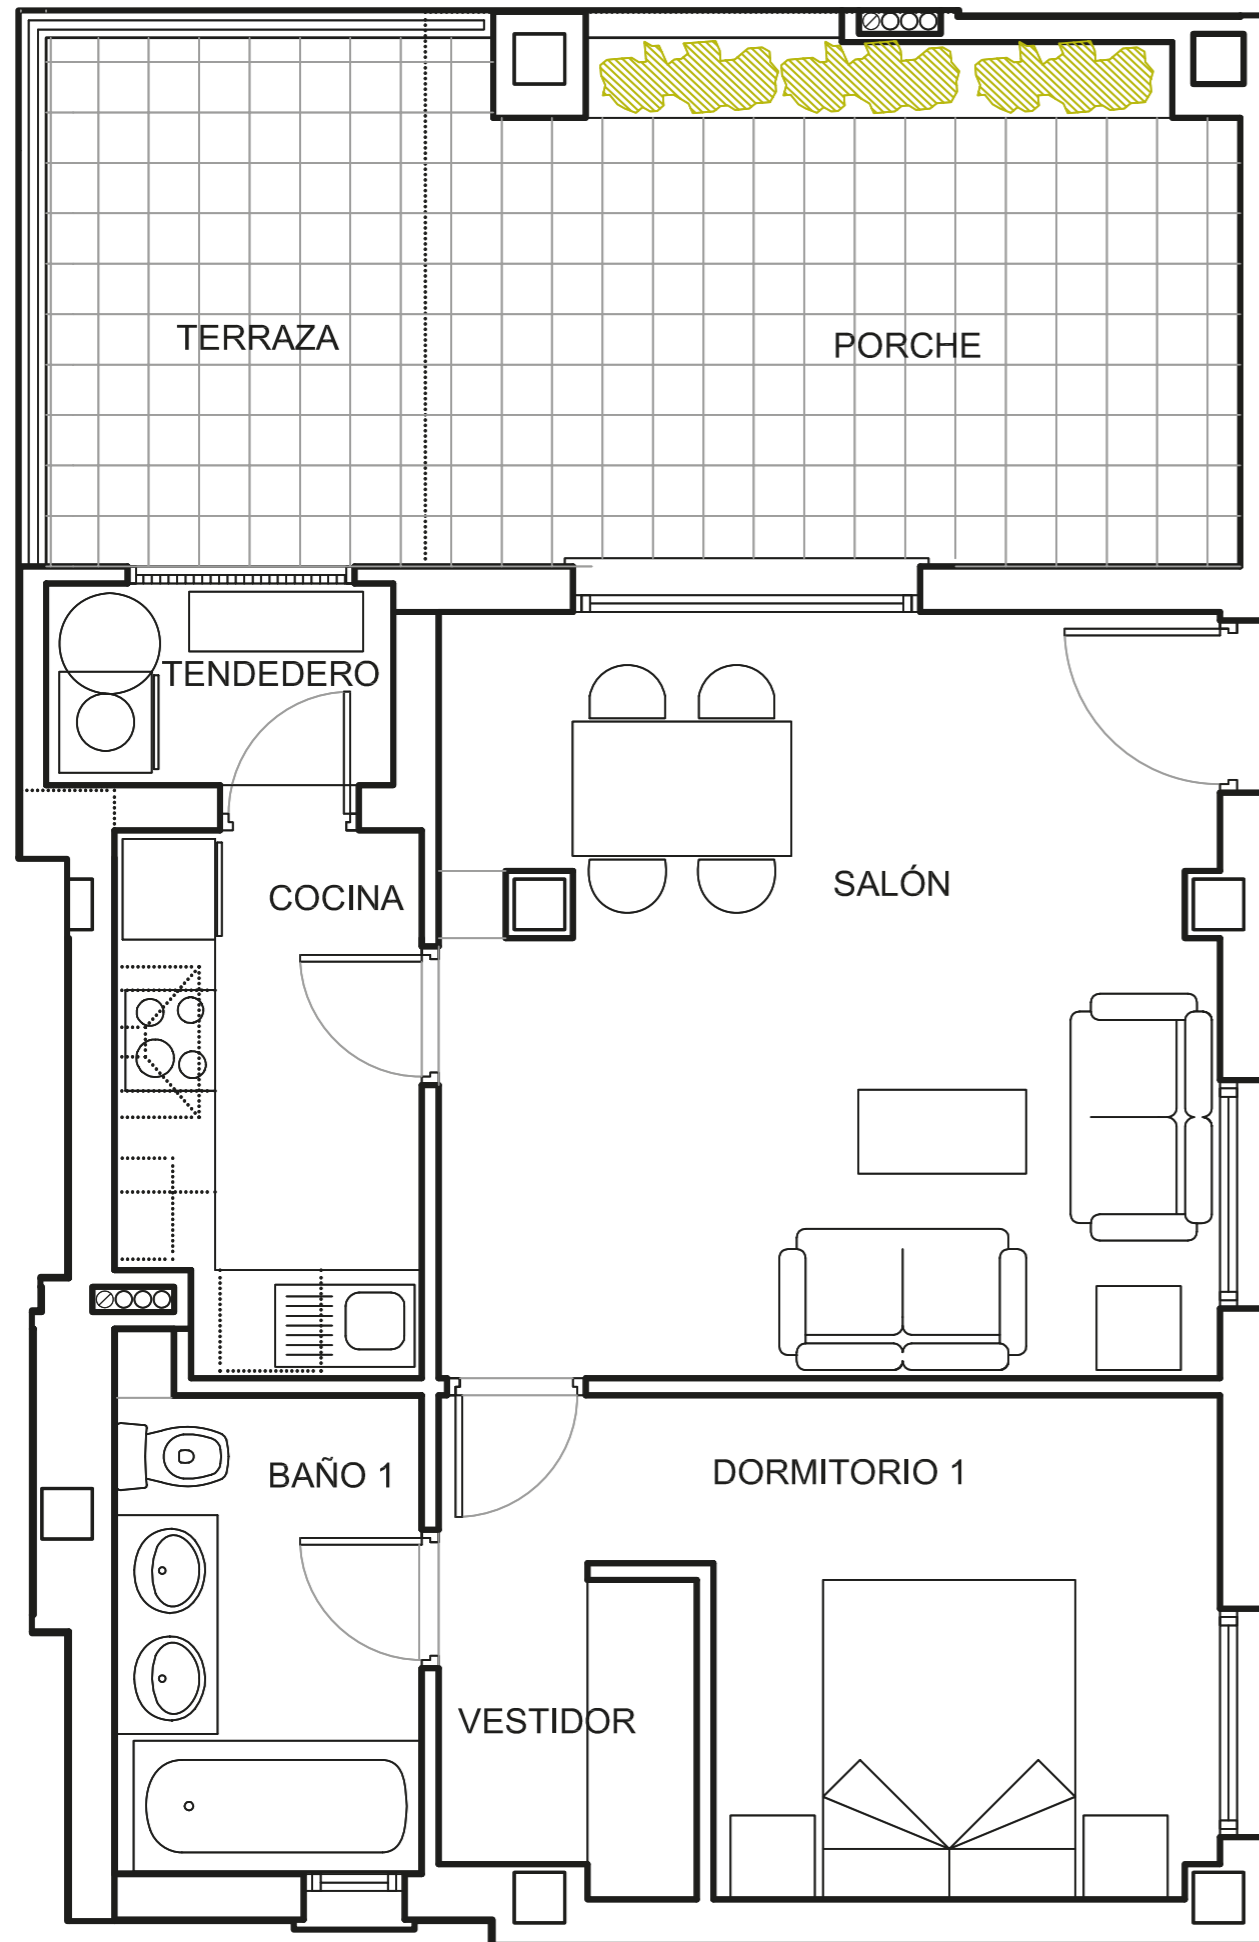 TERRAZA
PORCHE
TENDEDERO
COCINA
SALÓN
BAÑO 1
DORMITORIO 1
VESTIDOR